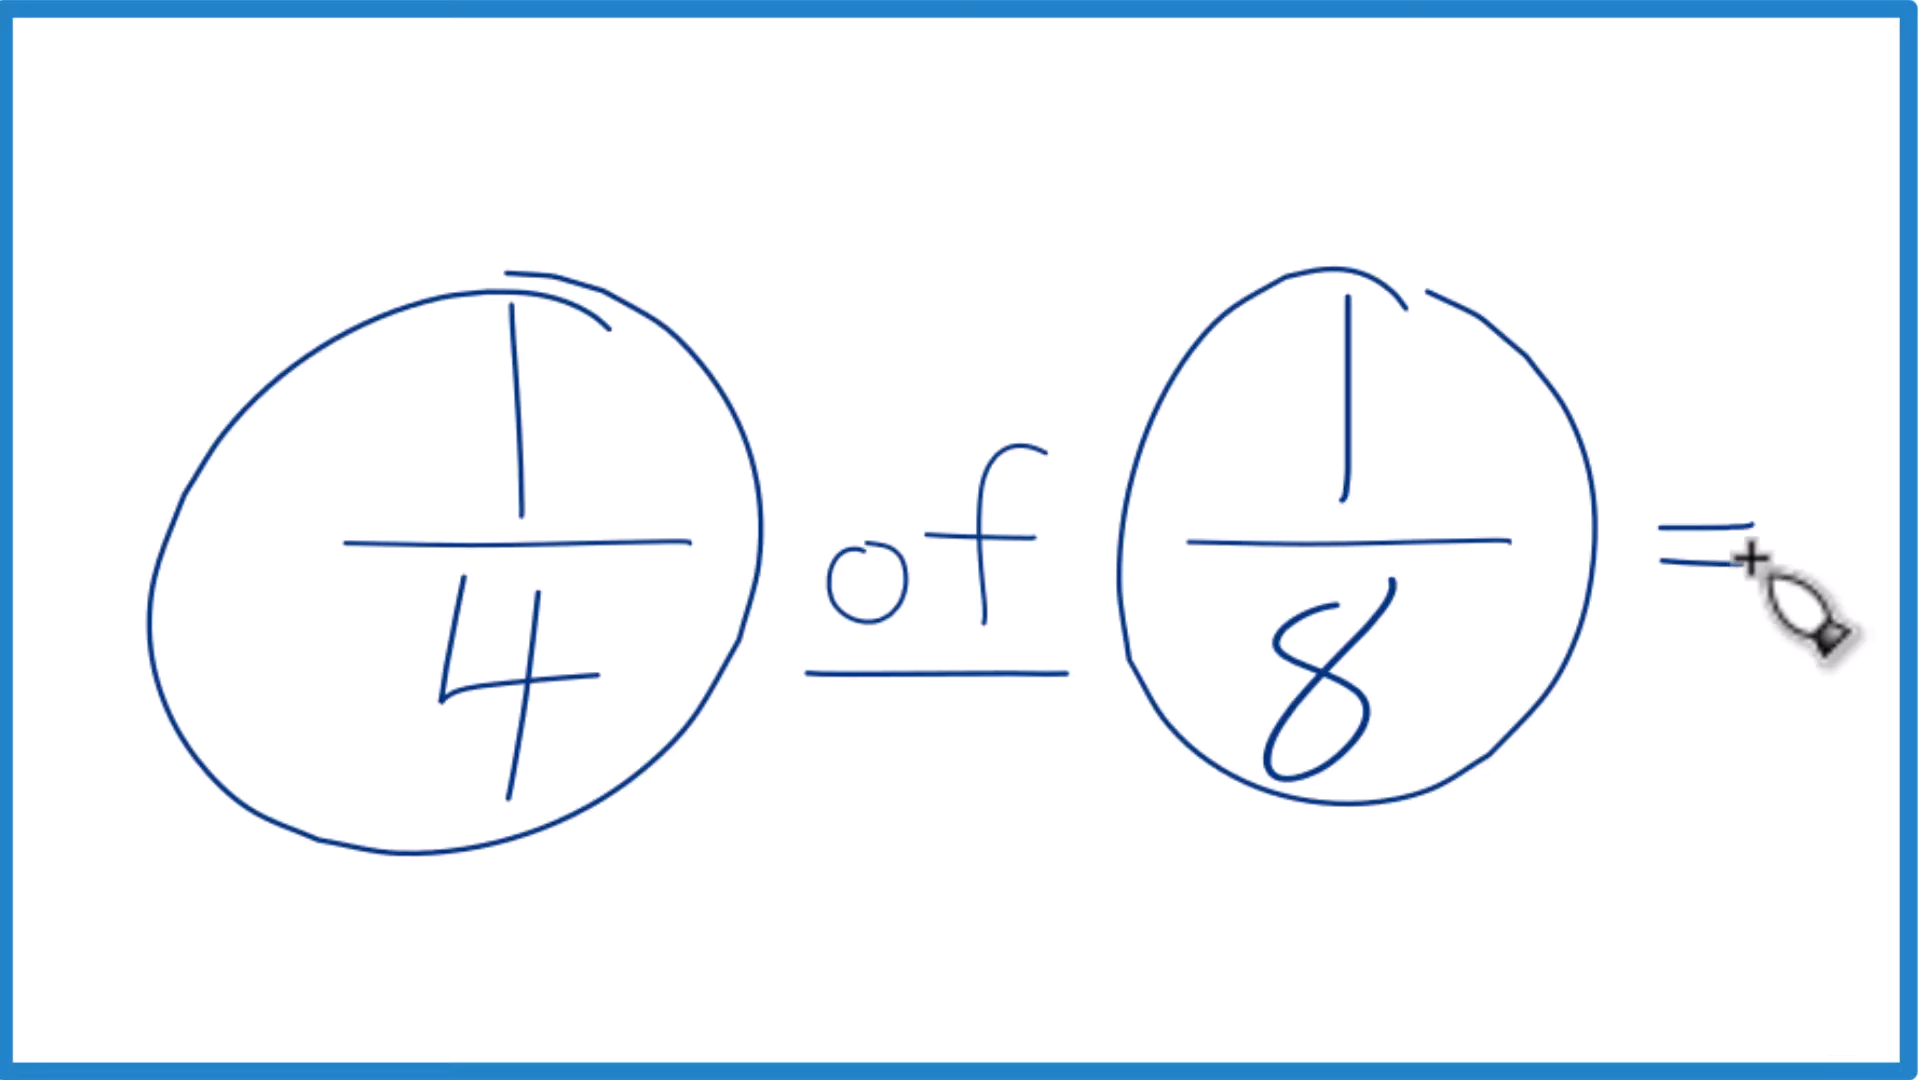 1/4 of 1/8 =